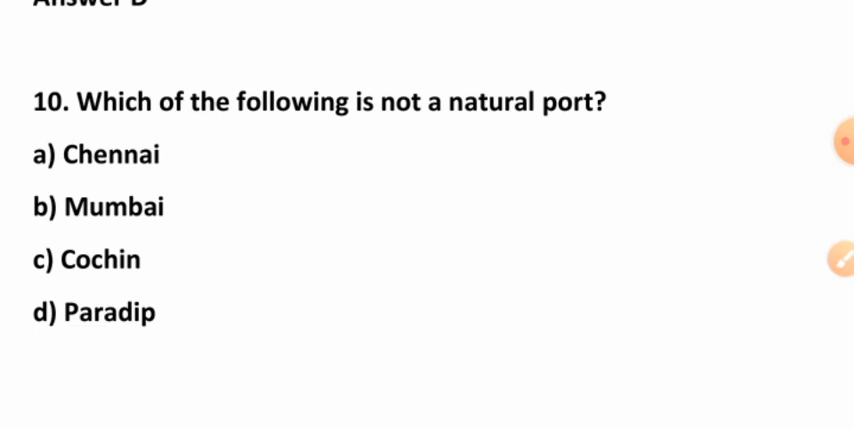 10. Which of the following is not a natural port?
a) Chennai
b) Mumbai
c) Cochin
d) Paradip